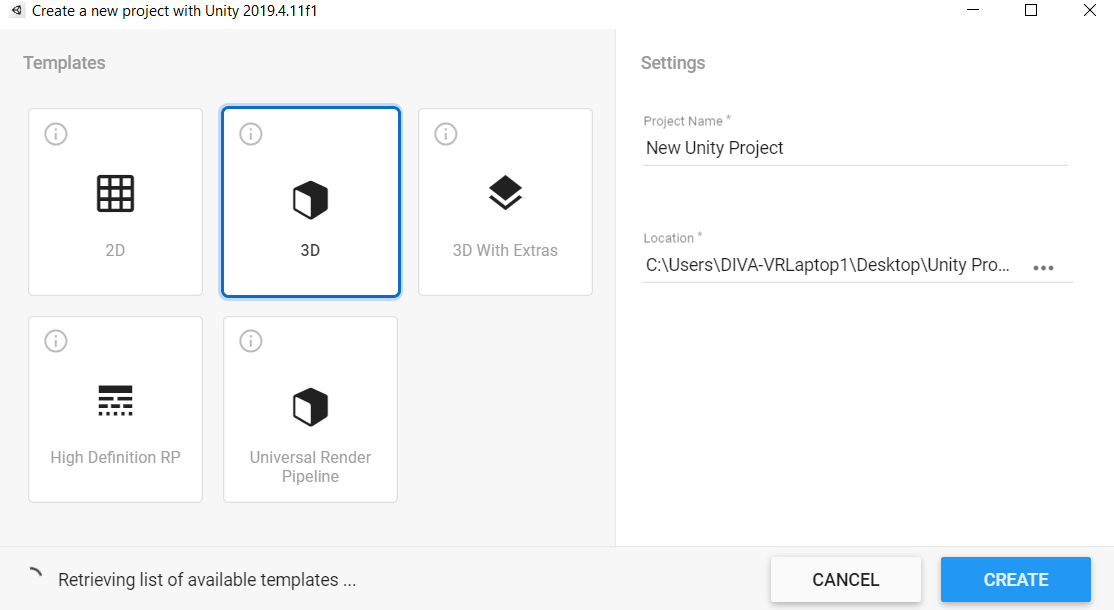 Create a new project with Unity 2019.4.11f1
Templates
2D
3D
3D With Extras
High Definition RP
Universal Render
Pipeline
Settings
Project Name *
New Unity Project
Location *
C:\Users\DIVA-VRLaptop1\Desktop\Unity Pro...
Retrieving list of available templates ...
CANCEL
CREATE